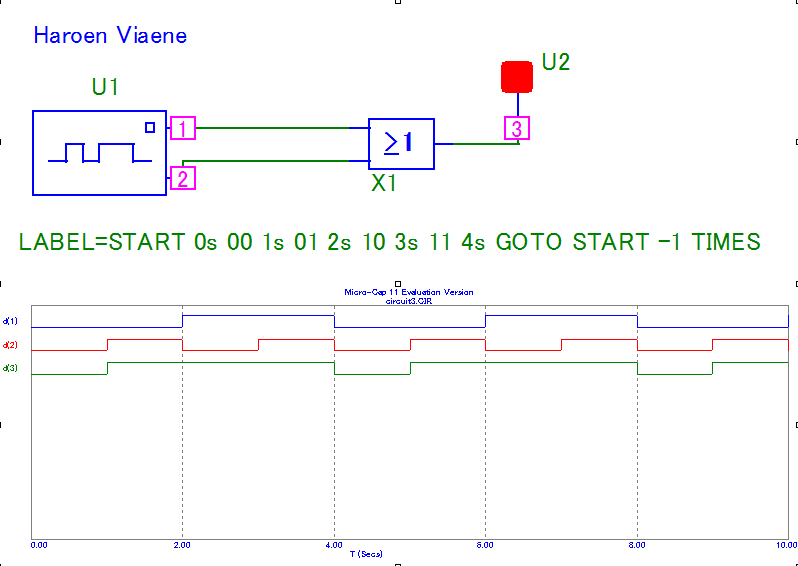 Haroen Viaene
U2
U1
1
≥1
3
2
X1
LABEL=START 0s 00 1s 01 2s 10 3s 11 4s GOTO START -1 TIMES
Micro-Cap 11 Evaluation Version
circuit3.CIR
d(1)
d(2)
d(3)
0.00 2.00 4.00 6.00 8.00 10.00
T (Secs)